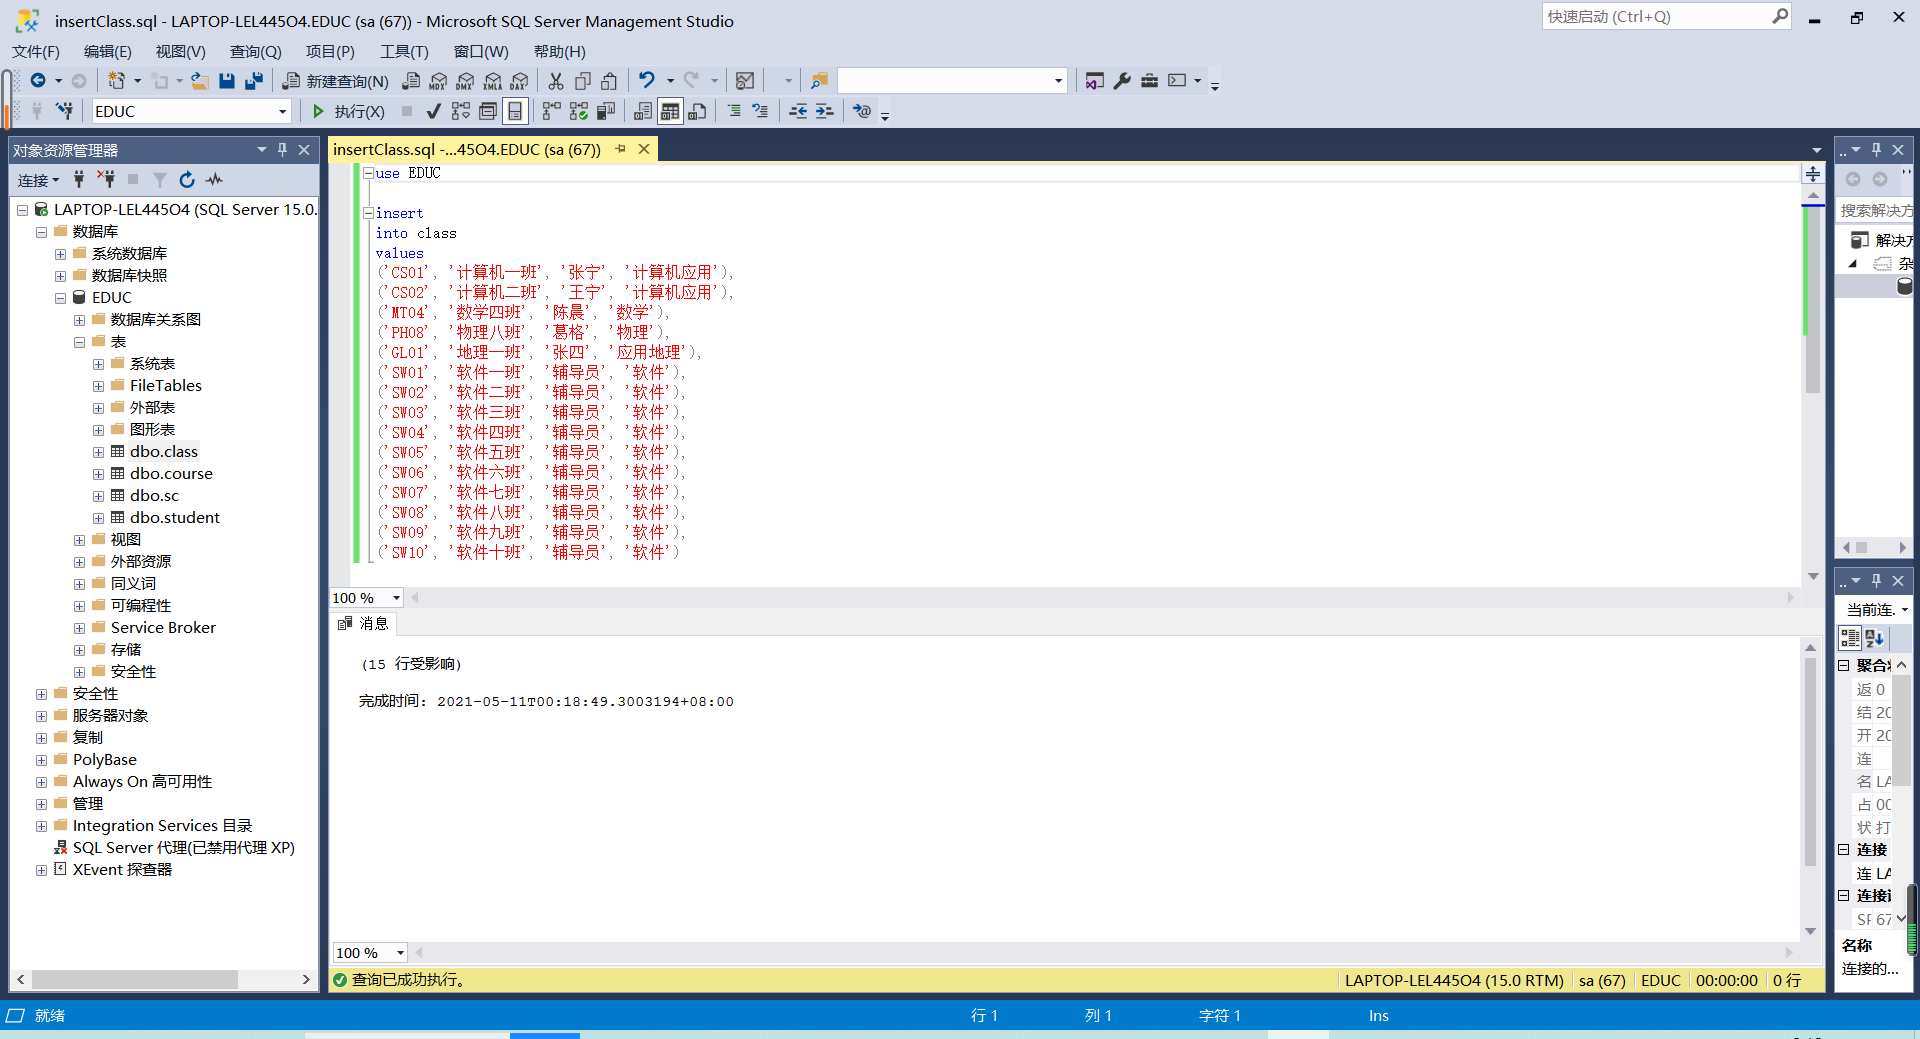 insertClass.sql - LAPTOP-LEL445O4.EDUC (sa (67)) - Microsoft SQL Server Management Studio
快速启动 (Ctrl+Q)
文件(F) 编辑(E) 视图(V) 查询(Q) 项目(P) 工具(T) 窗口(W) 帮助(H)
新建查询(N) MDX DMX XMLA DAX
EDUC 执行(X)
对象资源管理器
连接
LAPTOP-LEL445O4 (SQL Server 15.0.
数据库
系统数据库
数据库快照
EDUC
数据库关系图
表
系统表
FileTables
外部表
图形表
dbo.class
dbo.course
dbo.sc
dbo.student
视图
外部资源
同义词
可编程性
Service Broker
存储
安全性
安全性
服务器对象
复制
PolyBase
Always On 高可用性
管理
Integration Services 目录
SQL Server 代理(已禁用代理 XP)
XEvent 探查器
insertClass.sql -...45O4.EDUC (sa (67))
use EDUC
insert
into class
values
('CS01', '计算机一班', '张宁', '计算机应用'),
('CS02', '计算机二班', '王宁', '计算机应用'),
('MT04', '数学四班', '陈晨', '数学'),
('PH08', '物理八班', '葛格', '物理'),
('GL01', '地理一班', '张四', '应用地理'),
('SW01', '软件一班', '辅导员', '软件'),
('SW02', '软件二班', '辅导员', '软件'),
('SW03', '软件三班', '辅导员', '软件'),
('SW04', '软件四班', '辅导员', '软件'),
('SW05', '软件五班', '辅导员', '软件'),
('SW06', '软件六班', '辅导员', '软件'),
('SW07', '软件七班', '辅导员', '软件'),
('SW08', '软件八班', '辅导员', '软件'),
('SW09', '软件九班', '辅导员', '软件'),
('SW10', '软件十班', '辅导员', '软件')
100 %
消息
(15 行受影响)
完成时间: 2021-05-11T00:18:49.3003194+08:00
100 %
查询已成功执行。 LAPTOP-LEL445O4 (15.0 RTM) sa (67) EDUC 00:00:00 0 行
..
搜索解决方
解决方
杂
..
当前连.
聚合
返 0
结 20
开 20
连
名 LA
占 00
状 打
连接
连 LA
连接
SF 67
名称
连接的...
就绪 行 1 列 1 字符 1 Ins